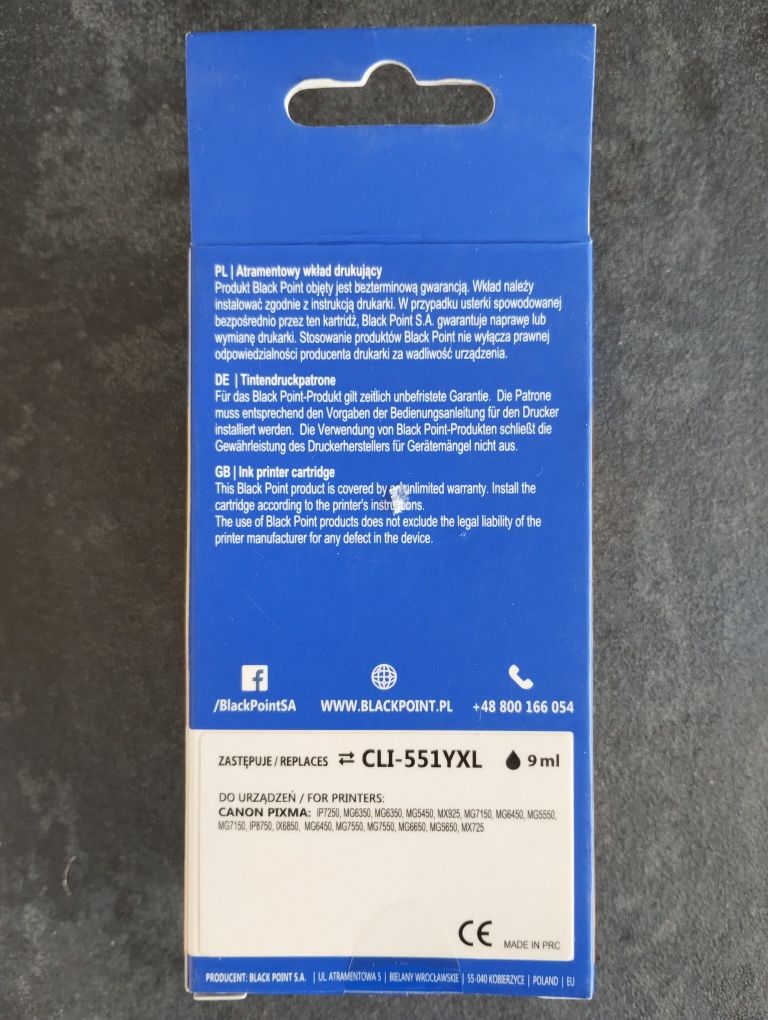 PL | Atramentowy wkład drukujący
Produkt Black Point objęty jest bezterminową gwarancją. Wkład należy
instalować zgodnie z instrukcją drukarki. W przypadku usterki spowodowanej
bezpośrednio przez ten kartridż, Black Point S.A. gwarantuje naprawę lub
wymianę drukarki. Stosowanie produktów Black Point nie wyłącza prawnej
odpowiedzialności producenta drukarki za wadliwość urządzenia.
DE | Tintendruckpatrone
Für das Black Point-Produkt gilt zeitlich unbefristete Garantie. Die Patrone
muss entsprechend den Vorgaben der Bedienungsanleitung für den Drucker
installiert werden. Die Verwendung von Black Point-Produkten schließt die
Gewährleistung des Druckerherstellers für Gerätemängel nicht aus.
GB | Ink printer cartridge
This Black Point product is covered by an unlimited warranty. Install the
cartridge according to the printer's instructions.
The use of Black Point products does not exclude the legal liability of the
printer manufacturer for any defect in the device.
/BlackPointSA WWW.BLACKPOINT.PL +48 800 166 054
ZASTĘPUJE / REPLACES ⇄ CLI-551YXL 9 ml
DO URZĄDZEŃ / FOR PRINTERS:
CANON PIXMA: IP7250, MG6350, MG6350, MG5450, MX925, MG7150, MG6450, MG5550,
MG7150, IP8750, IX6850, MG6450, MG7550, MG7550, MG6650, MG5650, MX725
CE MADE IN PRC
PRODUCENT: BLACK POINT S.A. | UL. ATRAMENTOWA 5 | BIELANY WROCŁAWSKIE | 55-040 KOBIERZYCE | POLAND | EU